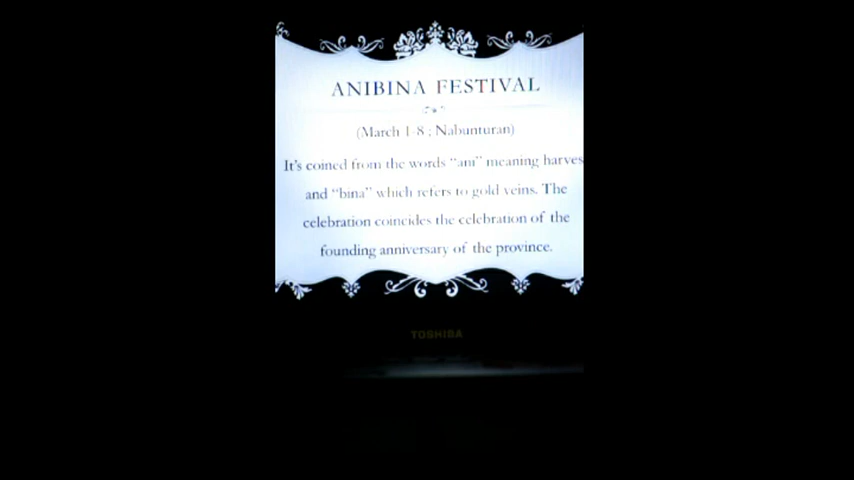 ANIBINA FESTIVAL
(March 1-8 ; Nabunturan)
It's coined from the words "ani" meaning harves
and "bina" which refers to gold veins. The
celebration coincides the celebration of the
founding anniversary of the province.
TOSHIBA